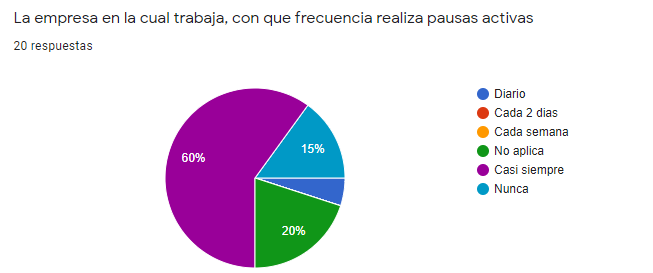 La empresa en la cual trabaja, con que frecuencia realiza pausas activas
20 respuestas
60%
15%
20%
Diario
Cada 2 dias
Cada semana
No aplica
Casi siempre
Nunca